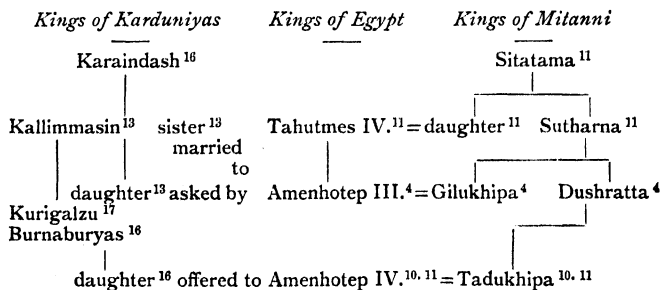 Kings of Karduniyas Kings of Egypt Kings of Mitanni
Karaindash 16 Sitatama 11
Kallimmasin 13 sister 13 Tahutmes IV. 11 = daughter 11 Sutharna 11
married
to
daughter 13 asked by Amenhotep III. 4 = Gilukhipa 4 Dushratta 4
Kurigalzu 17
Burnaburyas 16
daughter 16 offered to Amenhotep IV. 10. 11 = Tadukhipa 10. 11